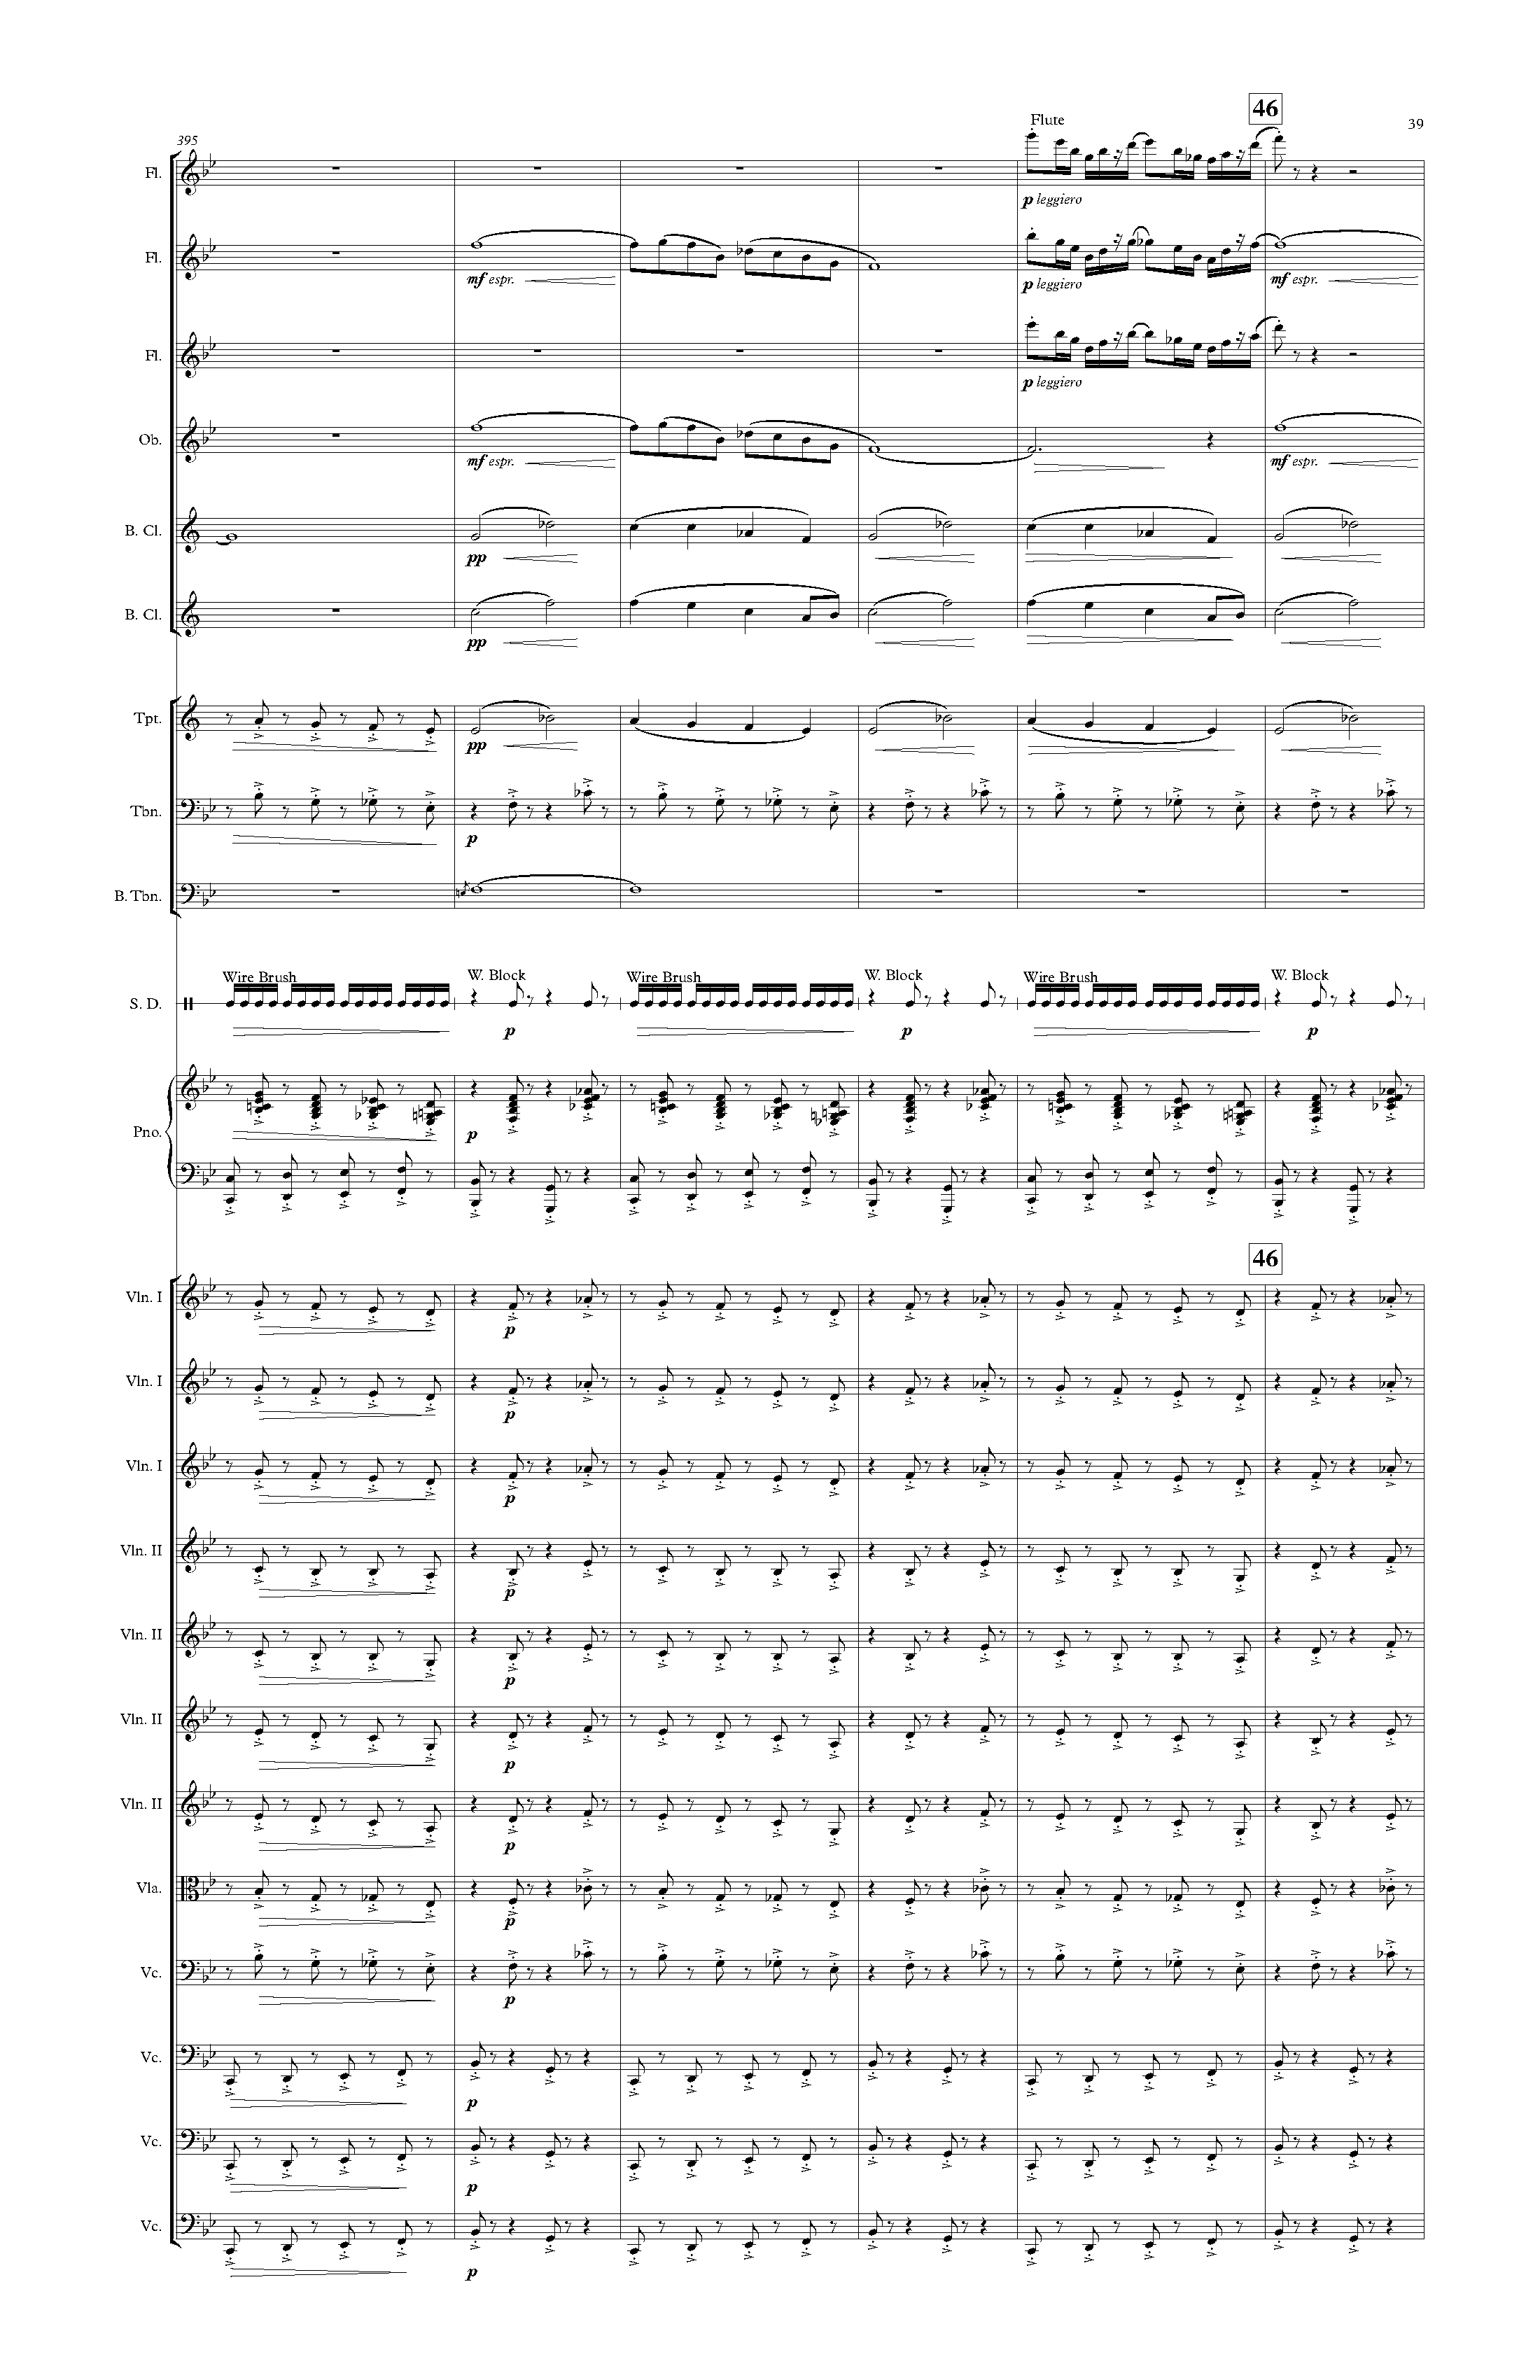 46
39
Flute
395
Fl.
p leggiero
Fl.
mf espr.
p leggiero
mf espr.
Fl.
p leggiero
Ob.
mf espr.
mf espr.
B. Cl.
pp
B. Cl.
pp
Tpt.
pp
Tbn.
p
B. Tbn.
Wire Brush W. Block Wire Brush W. Block Wire Brush W. Block
S. D.
p p p
Pno.
p
46
Vln. I
p
Vln. I
p
Vln. I
p
Vln. II
p
Vln. II
p
Vln. II
p
Vln. II
p
Vla.
p
Vc.
p
Vc.
p
Vc.
p
Vc.
p